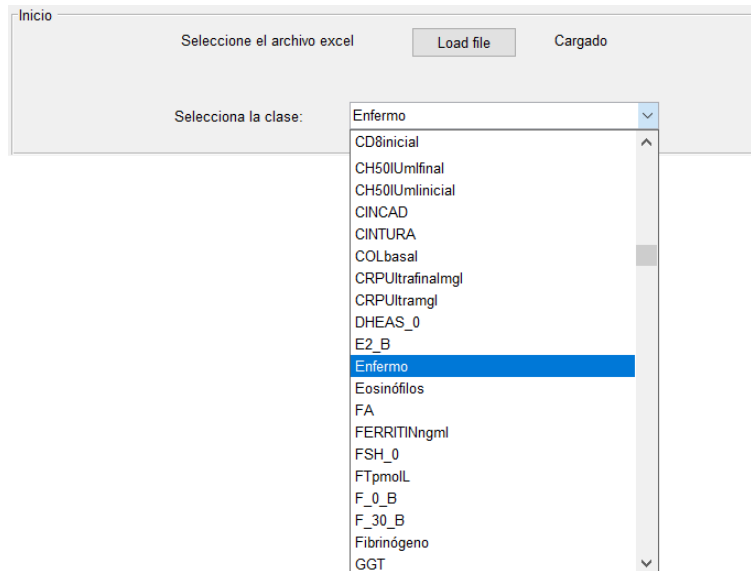 Inicio
Seleccione el archivo excel Load file Cargado
Selecciona la clase: Enfermo
CD8inicial
CH50IUmlfinal
CH50IUmlinicial
CINCAD
CINTURA
COLbasal
CRPUltrafinalmgl
CRPUltramgl
DHEAS_0
E2_B
Enfermo
Eosinófilos
FA
FERRITINngml
FSH_0
FTpmolL
F_0_B
F_30_B
Fibrinógeno
GGT